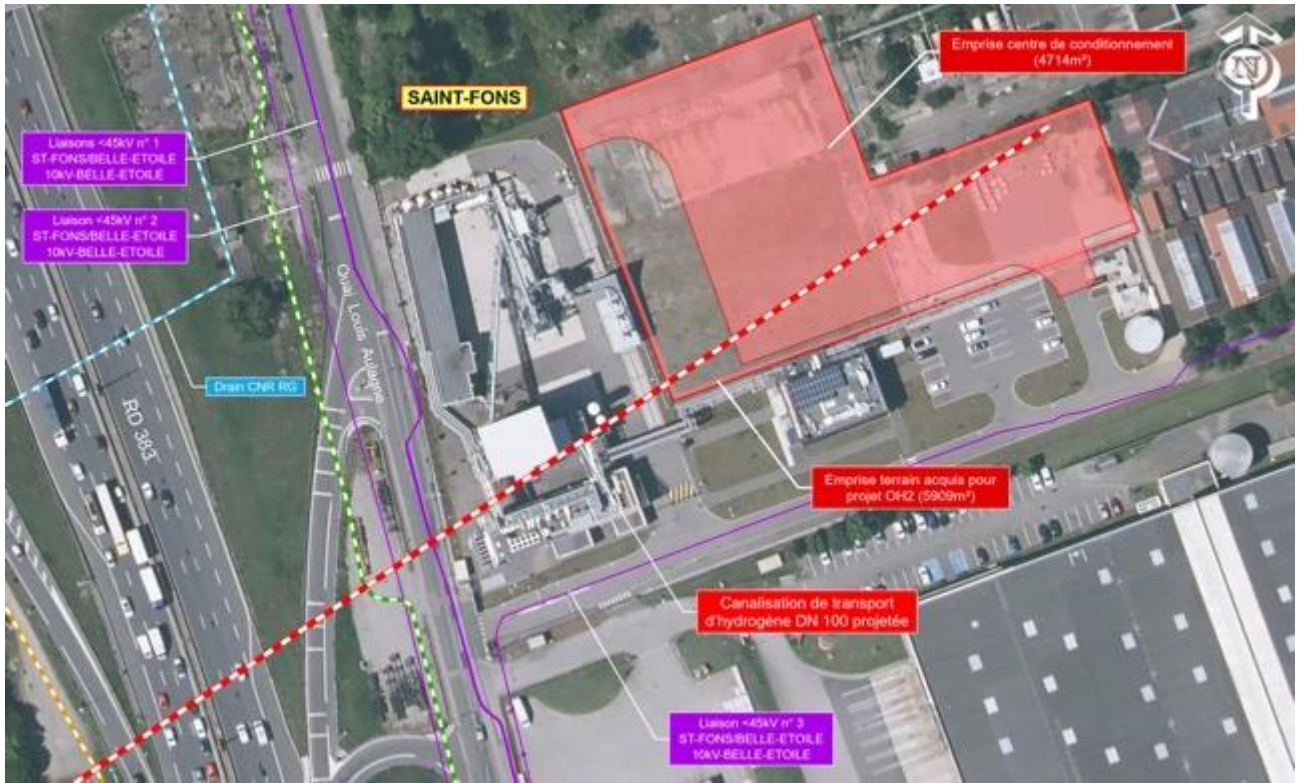 Emprise centre de conditionnement
(4714m²)
SAINT-FONS
N
Liaisons <45kV n° 1
ST-FONS/BELLE-ETOILE
10kV-BELLE-ETOILE
Liaison <45kV n° 2
ST-FONS/BELLE-ETOILE
10kV-BELLE-ETOILE
Quai Louis Aulagne
Drain CNR RG
RD 383
Emprise terrain acquis pour
projet OH2 (5909m²)
Canalisation de transport
d'hydrogène DN 100 projetée
Liaison <45kV n° 3
ST-FONS/BELLE-ETOILE
10kV-BELLE-ETOILE